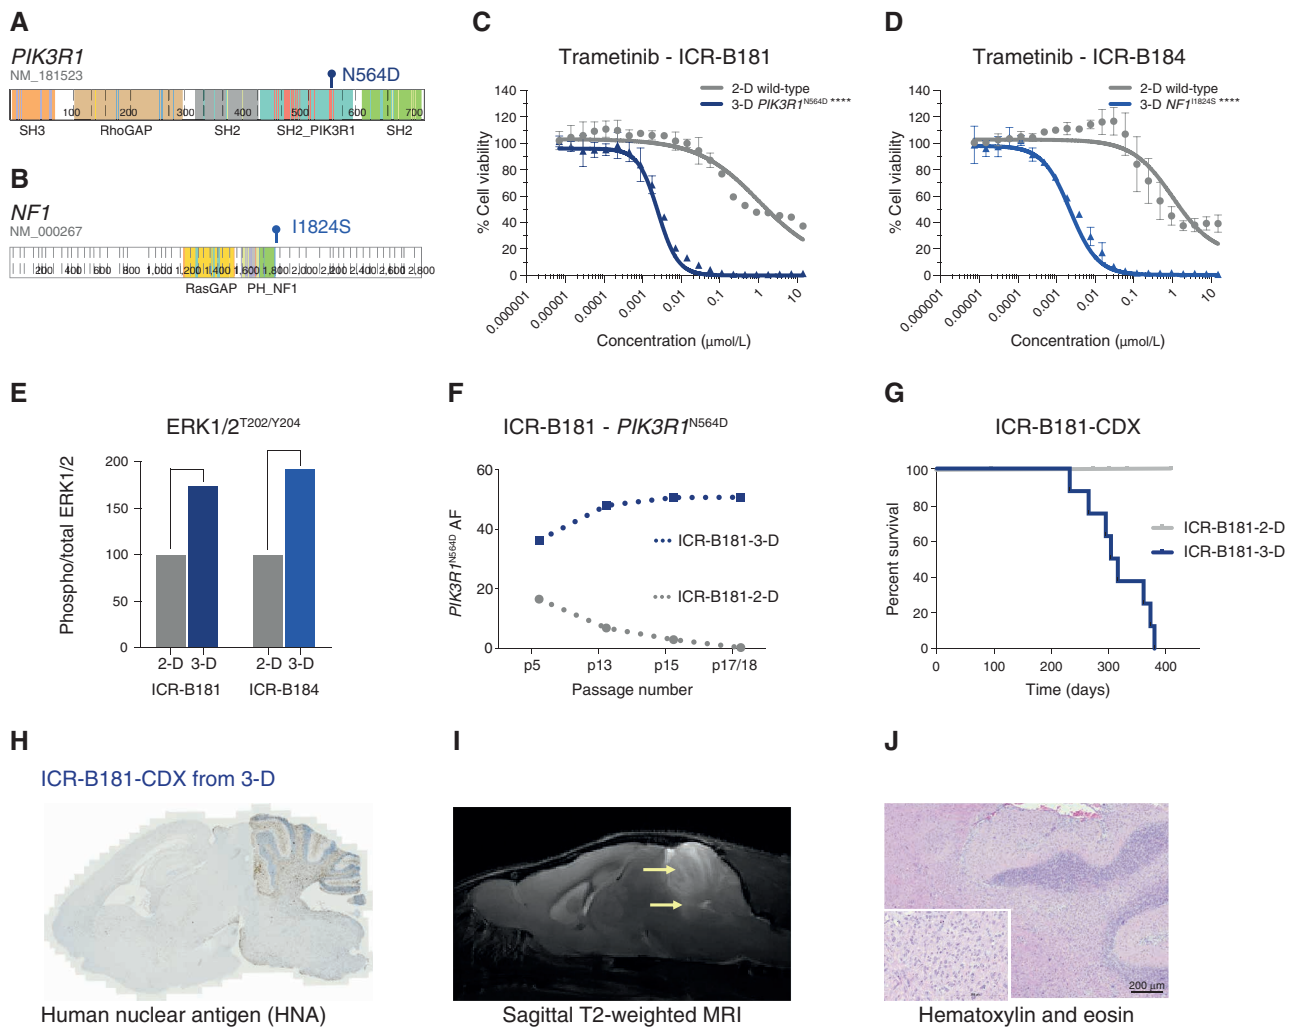 A
PIK3R1
NM_181523
N564D
100 200 300 400 500 600 700
SH3 RhoGAP SH2 SH2_PIK3R1 SH2
B
NF1
NM_000267
I1824S
200 400 600 800 1,000 1,200 1,400 1,600 1,800 2,000 2,200 2,400 2,600 2,800
RasGAP PH_NF1
C
Trametinib - ICR-B181
2-D wild-type
3-D PIK3R1N564D ****
% Cell viability
140
120
100
80
60
40
20
0
0.000001 0.00001 0.0001 0.001 0.01 0.1 1 10
Concentration (µmol/L)
D
Trametinib - ICR-B184
2-D wild-type
3-D NF1I1824S ****
% Cell viability
140
120
100
80
60
40
20
0
0.000001 0.00001 0.0001 0.001 0.01 0.1 1 10
Concentration (µmol/L)
E
ERK1/2T202/Y204
Phospho/total ERK1/2
200
150
100
50
0
2-D 3-D 2-D 3-D
ICR-B181 ICR-B184
F
ICR-B181 - PIK3R1N564D
PIK3R1N564D AF
60
40
20
0
ICR-B181-3-D
ICR-B181-2-D
p5 p13 p15 p17/18
Passage number
G
ICR-B181-CDX
Percent survival
100
80
60
40
20
0
0 100 200 300 400
Time (days)
ICR-B181-2-D
ICR-B181-3-D
H
ICR-B181-CDX from 3-D
Human nuclear antigen (HNA)
I
Sagittal T2-weighted MRI
J
200 µm
Hematoxylin and eosin